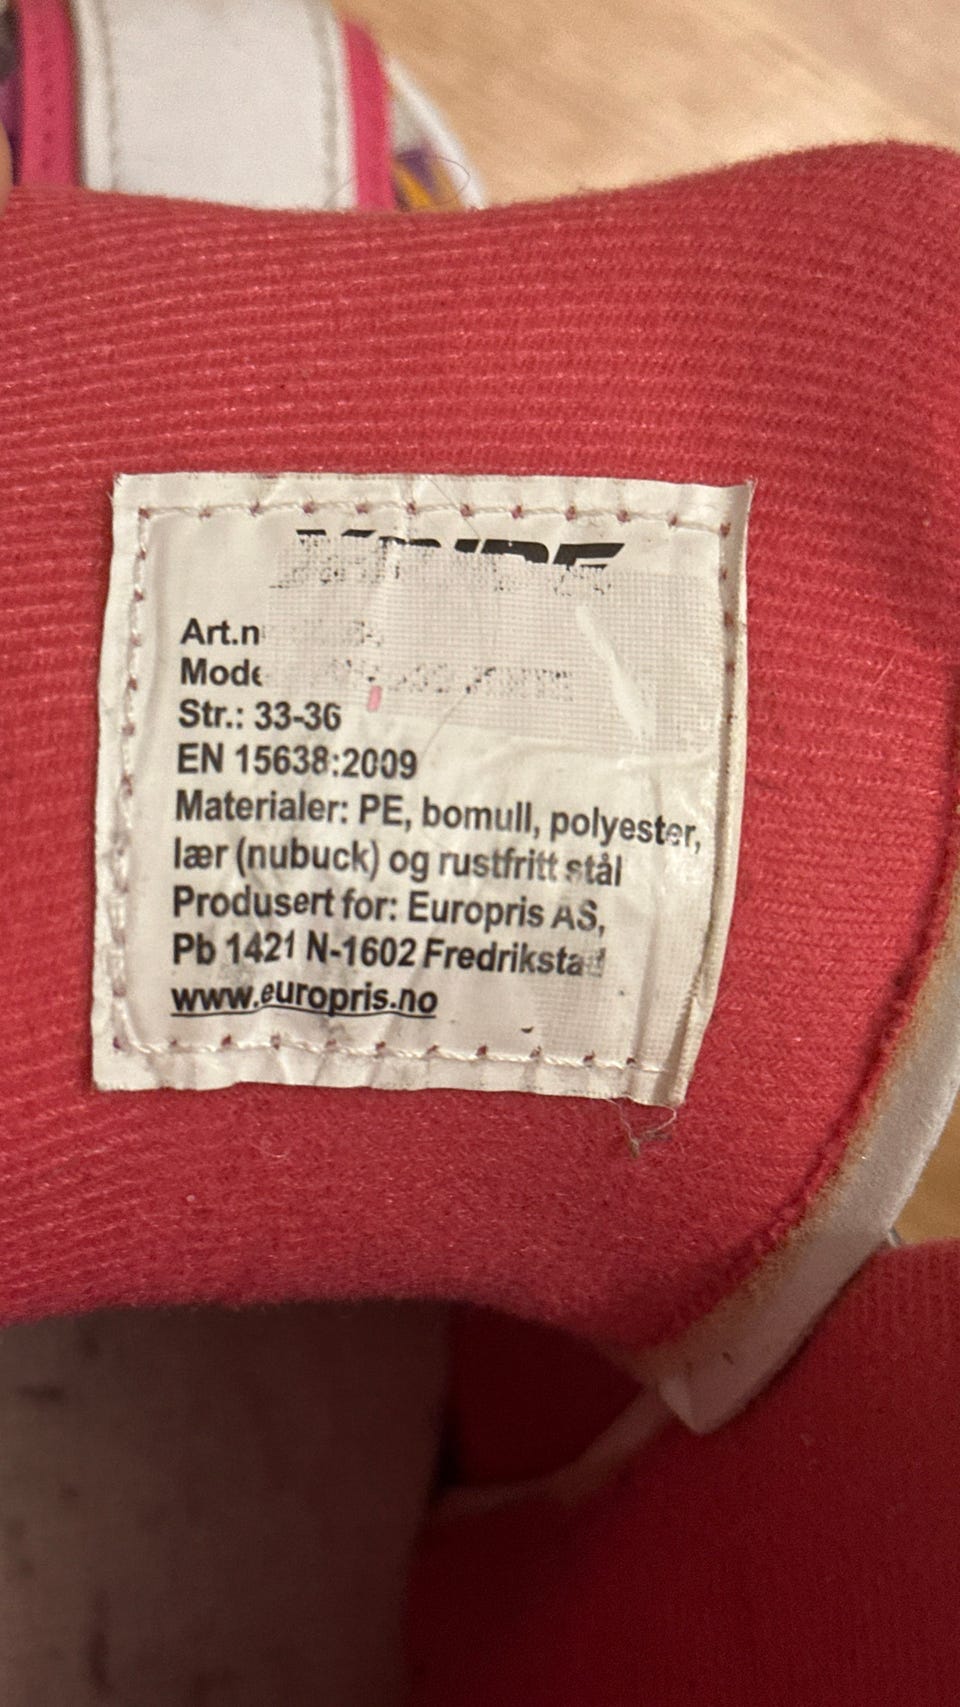 Art.n
Mode
Str.: 33-36
EN 15638:2009
Materialer: PE, bomull, polyester,
lær (nubuck) og rustfritt stål
Produsert for: Europris AS,
Pb 1421 N-1602 Fredrikstad
www.europris.no